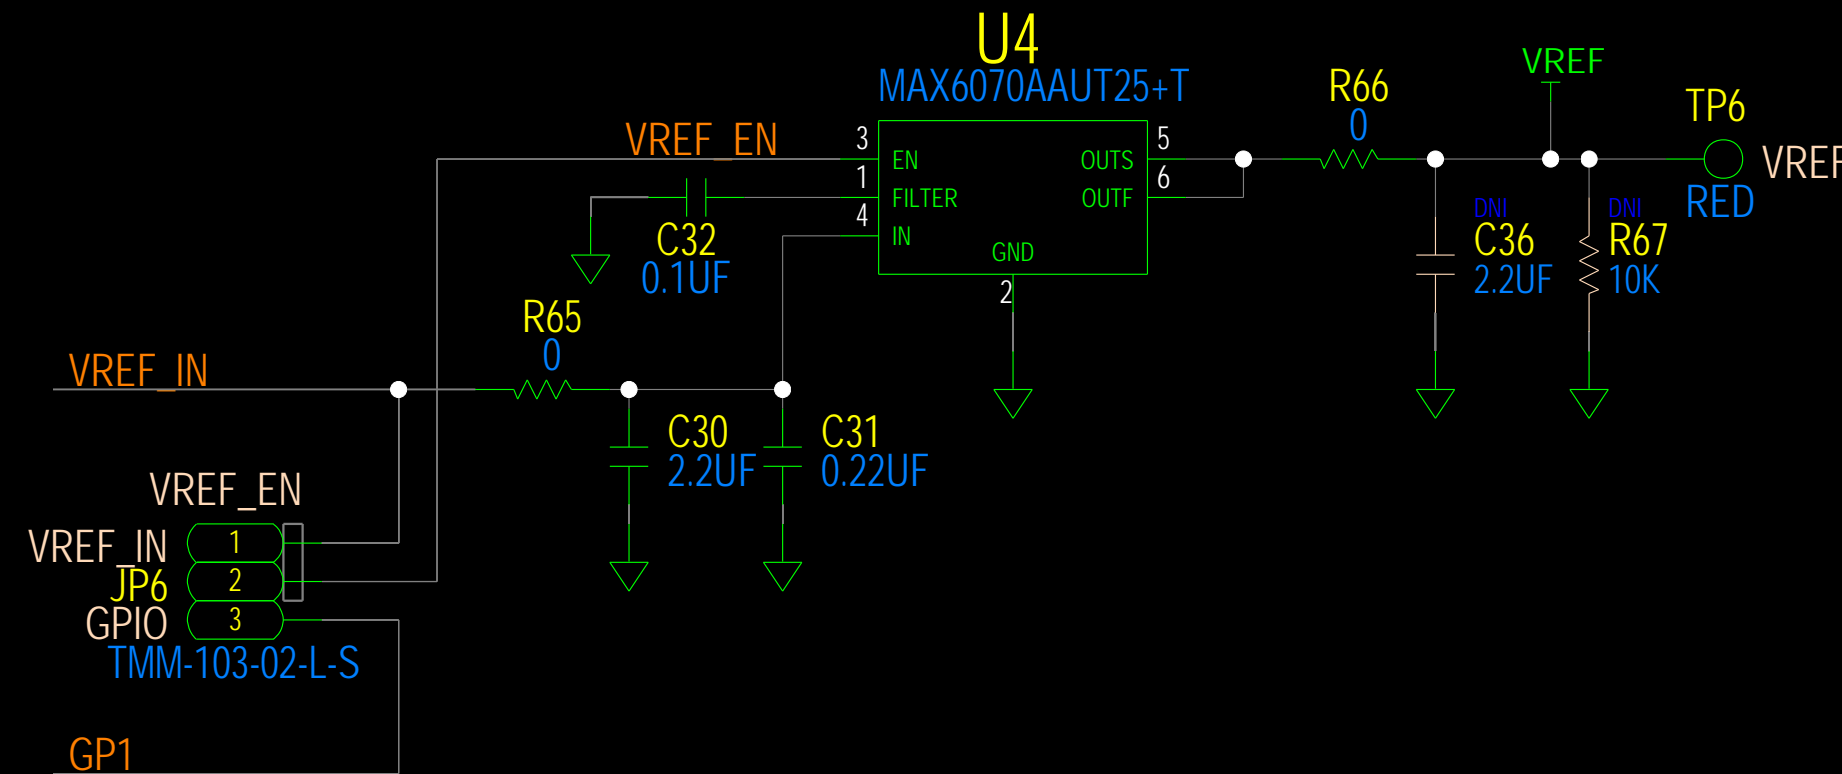 U4
MAX6070AAUT25+T
VREF_EN
3
EN
1
FILTER
4
IN
OUTS
5
OUTF
6
GND
2
C32
0.1UF
R66
0
VREF
TP6
RED
DNI
C36
2.2UF
DNI
R67
10K
R65
0
VREF_IN
C30
2.2UF
C31
0.22UF
VREF_EN
VREF_IN
1
JP6
2
GPIO
3
TMM-103-02-L-S
GP1